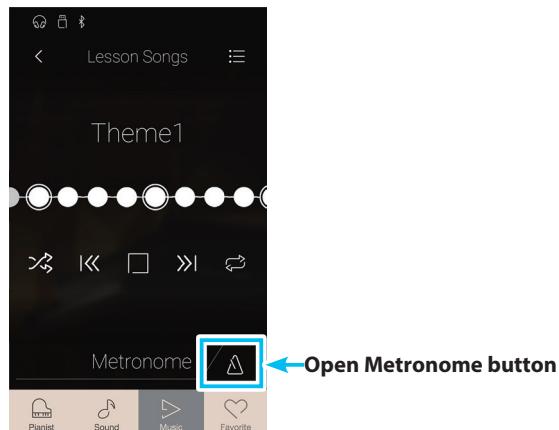 Lesson Songs
Theme1
Metronome
Open Metronome button
Pianist Sound Music Favorite